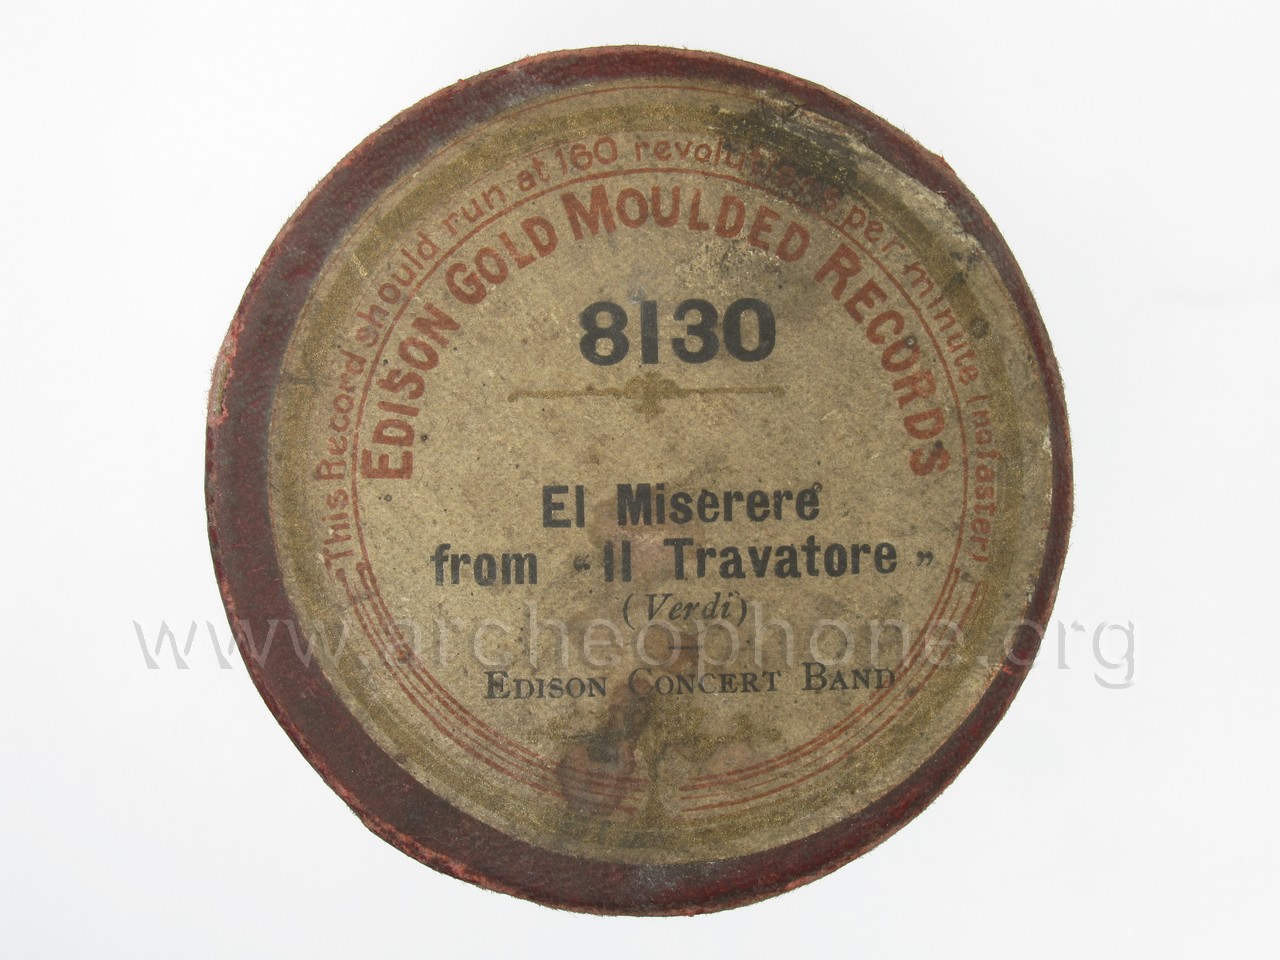 This Record should run at 160 revolutions per minute (no faster)
EDISON GOLD MOULDED RECORDS
8130
El Miserere
from "Il Travatore"
(Verdi)
EDISON CONCERT BAND
www.archeophone.org